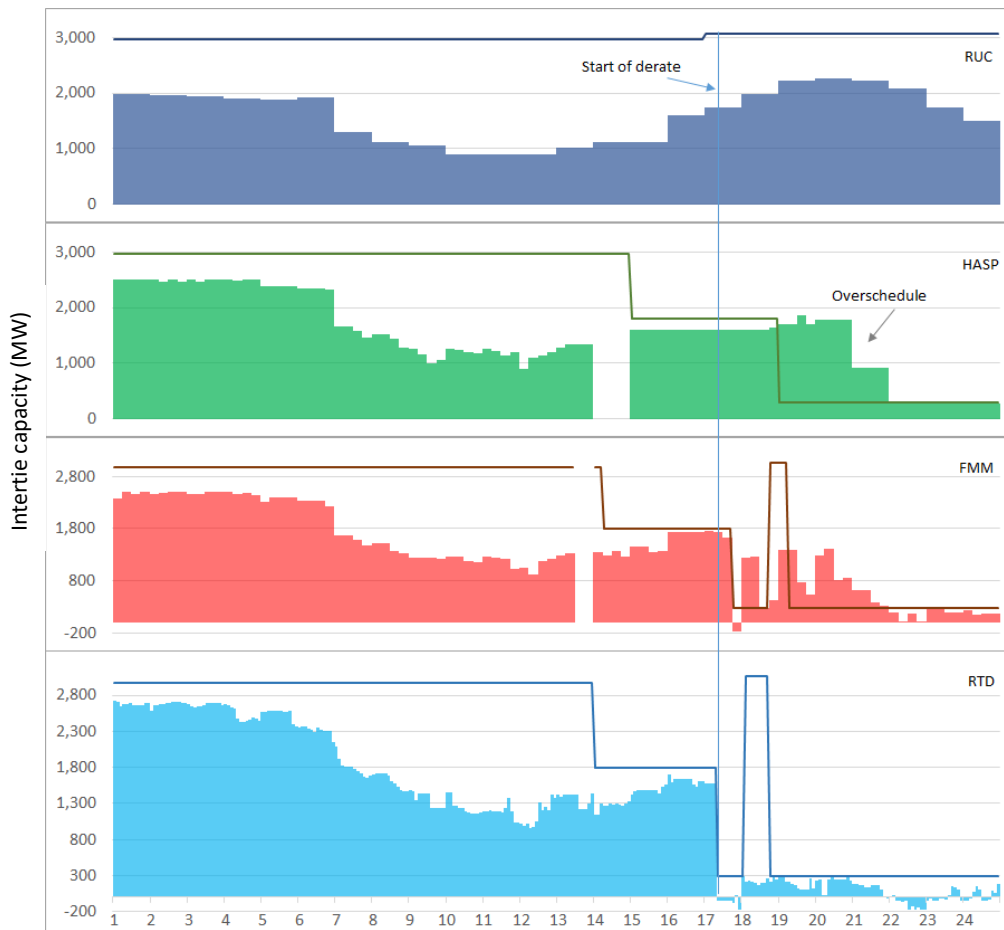 3,000
RUC
Start of derate
2,000
1,000
0
3,000
HASP
2,000
Overschedule
1,000
0
Intertie capacity (MW)
FMM
2,800
1,800
800
-200
RTD
2,800
2,300
1,800
1,300
800
300
-200
1 2 3 4 5 6 7 8 9 10 11 12 13 14 15 16 17 18 19 20 21 22 23 24